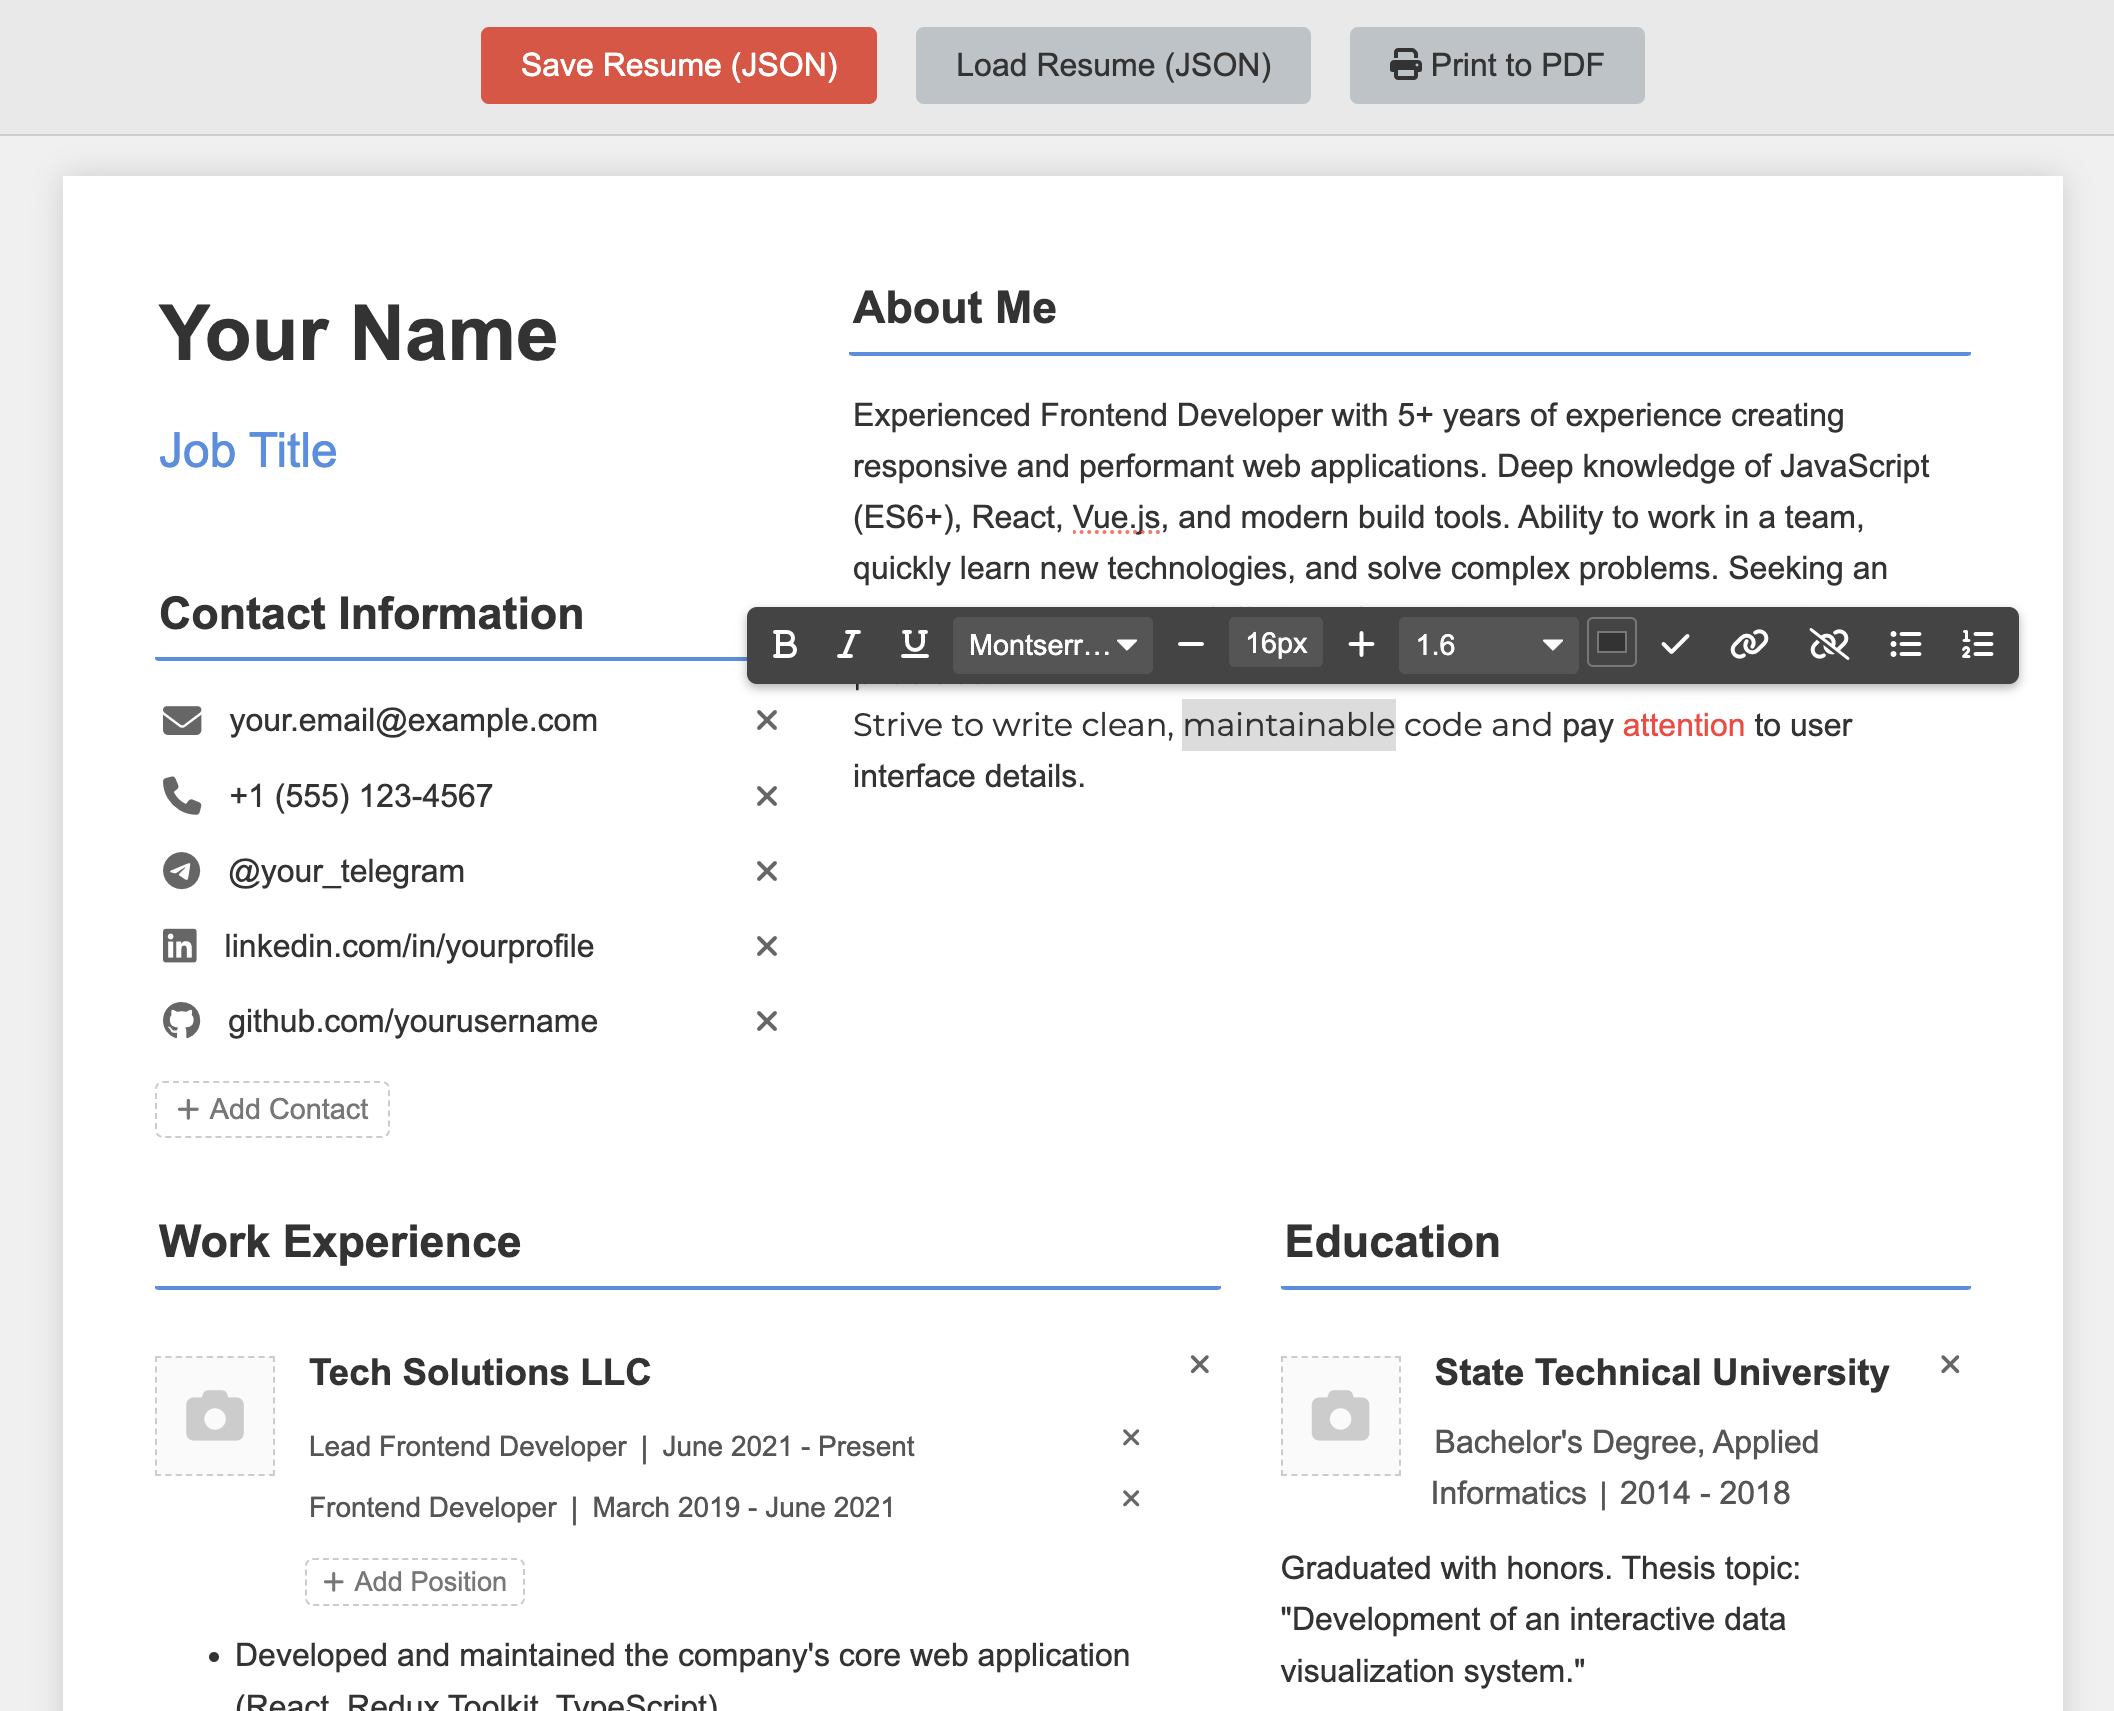 Save Resume (JSON)
Load Resume (JSON)
Print to PDF
Your Name
Job Title
Contact Information
your.email@example.com
+1 (555) 123-4567
@your_telegram
linkedin.com/in/yourprofile
github.com/yourusername
+ Add Contact
About Me
Experienced Frontend Developer with 5+ years of experience creating
responsive and performant web applications. Deep knowledge of JavaScript
(ES6+), React, Vue.js, and modern build tools. Ability to work in a team,
quickly learn new technologies, and solve complex problems. Seeking an
B I U Montserr... 16px 1.6
Strive to write clean, maintainable code and pay attention to user
interface details.
Work Experience
Tech Solutions LLC
Lead Frontend Developer | June 2021 - Present
Frontend Developer | March 2019 - June 2021
+ Add Position
• Developed and maintained the company's core web application
(React, Redux Toolkit, TypeScript)
Education
State Technical University
Bachelor's Degree, Applied
Informatics | 2014 - 2018
Graduated with honors. Thesis topic:
"Development of an interactive data
visualization system."